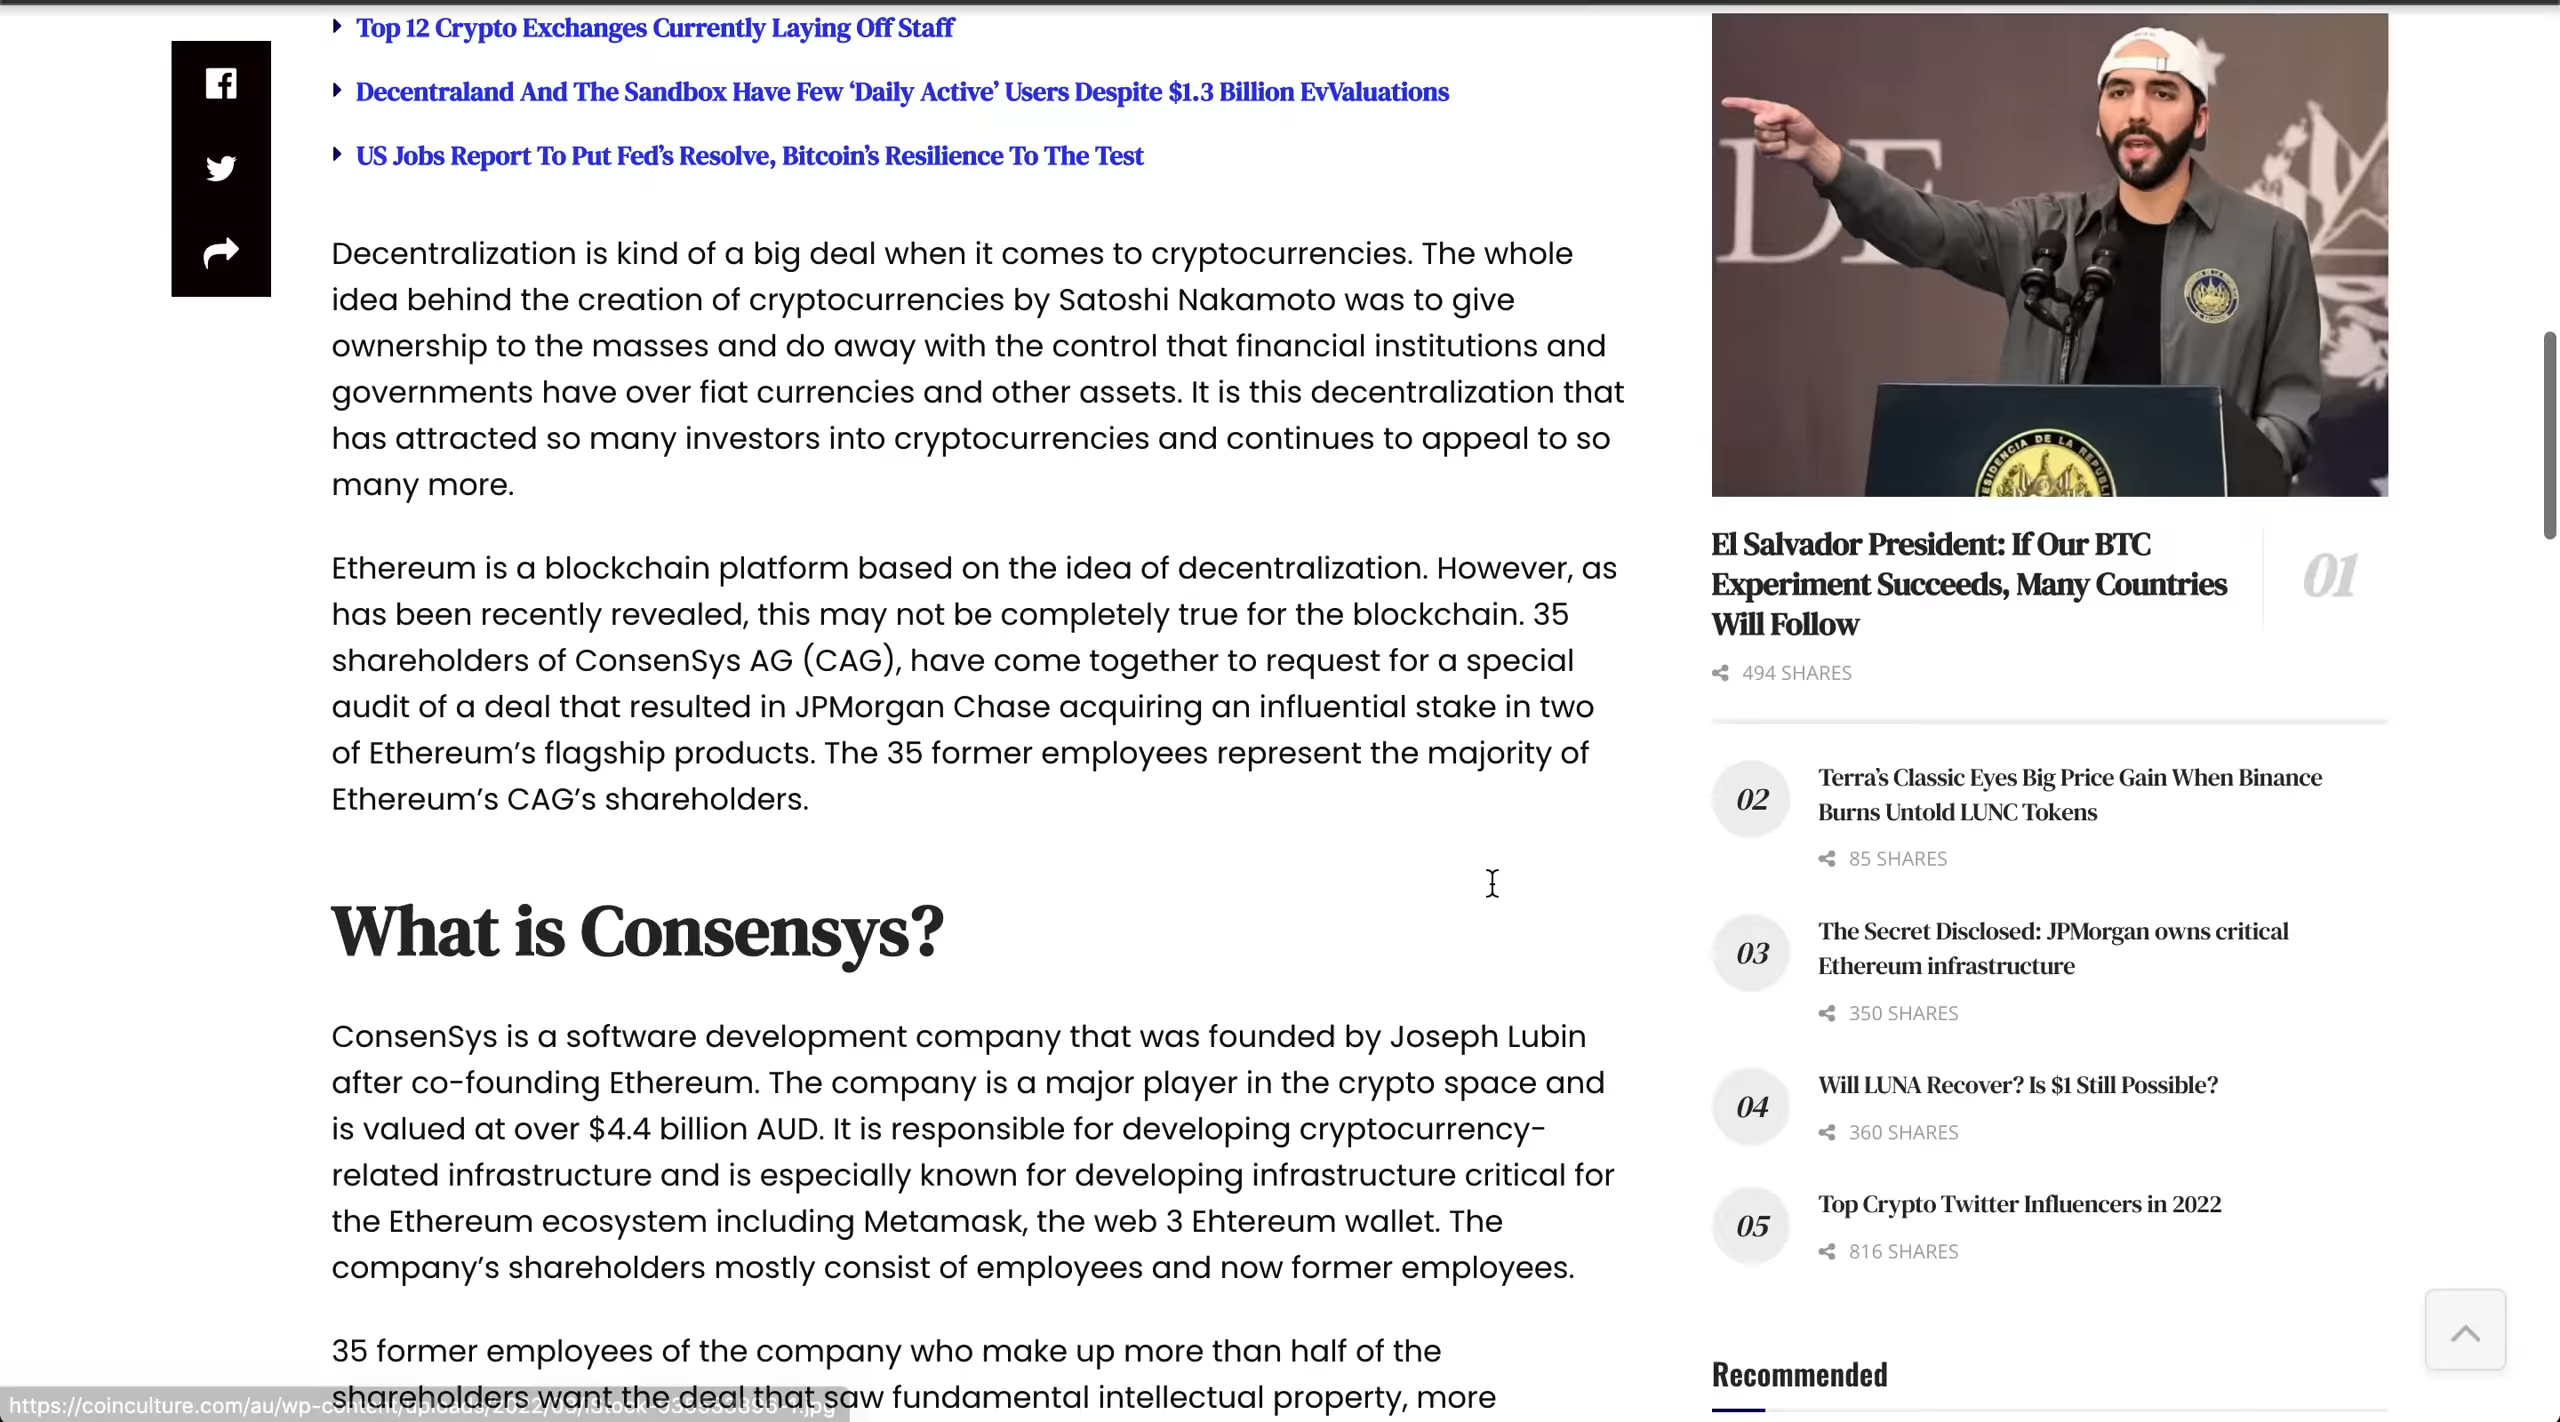 Top 12 Crypto Exchanges Currently Laying Off Staff
Decentraland And The Sandbox Have Few ‘Daily Active’ Users Despite $1.3 Billion EvValuations
US Jobs Report To Put Fed’s Resolve, Bitcoin’s Resilience To The Test
Decentralization is kind of a big deal when it comes to cryptocurrencies. The whole
idea behind the creation of cryptocurrencies by Satoshi Nakamoto was to give
ownership to the masses and do away with the control that financial institutions and
governments have over fiat currencies and other assets. It is this decentralization that
has attracted so many investors into cryptocurrencies and continues to appeal to so
many more.
Ethereum is a blockchain platform based on the idea of decentralization. However, as
has been recently revealed, this may not be completely true for the blockchain. 35
shareholders of ConsenSys AG (CAG), have come together to request for a special
audit of a deal that resulted in JPMorgan Chase acquiring an influential stake in two
of Ethereum’s flagship products. The 35 former employees represent the majority of
Ethereum’s CAG’s shareholders.
What is Consensys?
ConsenSys is a software development company that was founded by Joseph Lubin
after co-founding Ethereum. The company is a major player in the crypto space and
is valued at over $4.4 billion AUD. It is responsible for developing cryptocurrency-
related infrastructure and is especially known for developing infrastructure critical for
the Ethereum ecosystem including Metamask, the web 3 Ehtereum wallet. The
company’s shareholders mostly consist of employees and now former employees.
35 former employees of the company who make up more than half of the
shareholders want the deal that saw fundamental intellectual property, more
DE
El Salvador President: If Our BTC
Experiment Succeeds, Many Countries
Will Follow
01
494 SHARES
02
Terra’s Classic Eyes Big Price Gain When Binance
Burns Untold LUNC Tokens
85 SHARES
03
The Secret Disclosed: JPMorgan owns critical
Ethereum infrastructure
350 SHARES
04
Will LUNA Recover? Is $1 Still Possible?
360 SHARES
05
Top Crypto Twitter Influencers in 2022
816 SHARES
Recommended